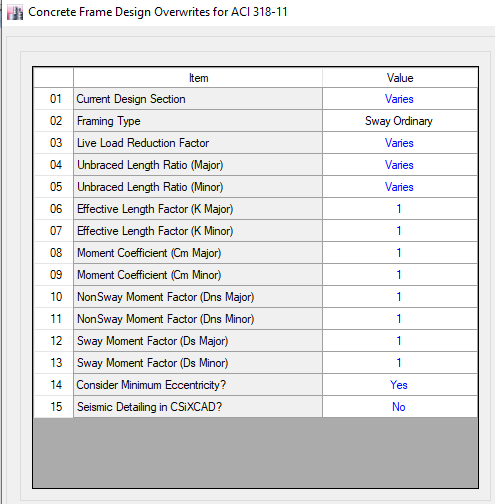 Concrete Frame Design Overwrites for ACI 318-11
Item Value
01 Current Design Section Varies
02 Framing Type Sway Ordinary
03 Live Load Reduction Factor Varies
04 Unbraced Length Ratio (Major) Varies
05 Unbraced Length Ratio (Minor) Varies
06 Effective Length Factor (K Major) 1
07 Effective Length Factor (K Minor) 1
08 Moment Coefficient (Cm Major) 1
09 Moment Coefficient (Cm Minor) 1
10 NonSway Moment Factor (Dns Major) 1
11 NonSway Moment Factor (Dns Minor) 1
12 Sway Moment Factor (Ds Major) 1
13 Sway Moment Factor (Ds Minor) 1
14 Consider Minimum Eccentricity? Yes
15 Seismic Detailing in CSiXCAD? No